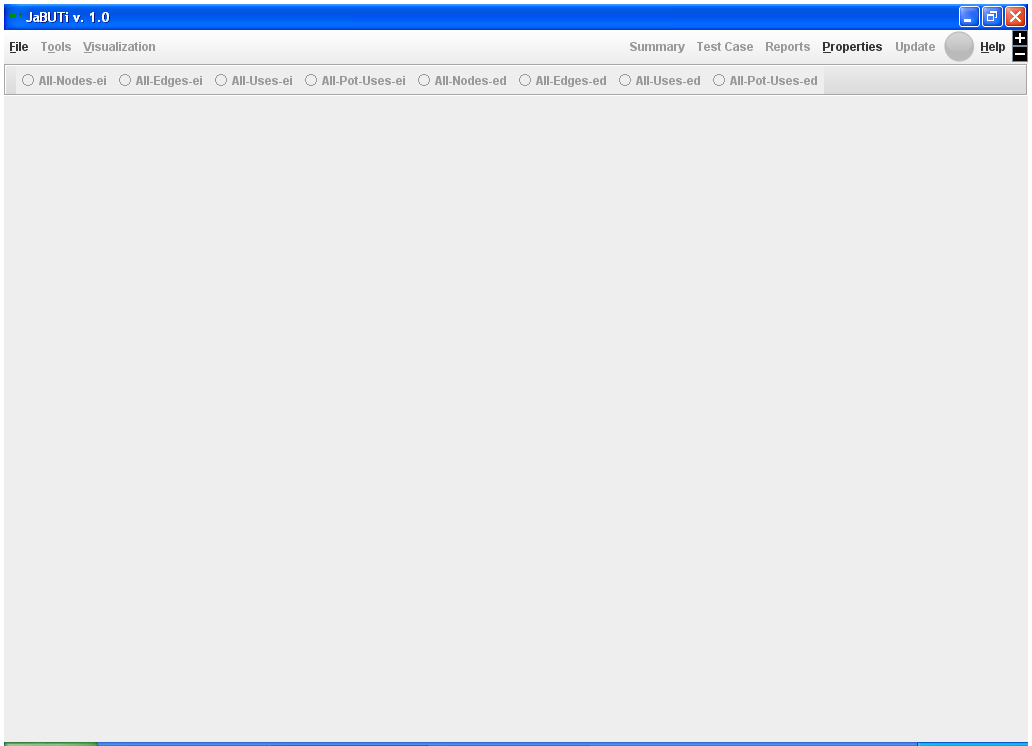 JaBUTi v. 1.0
File Tools Visualization Summary Test Case Reports Properties Update Help
All-Nodes-ei All-Edges-ei All-Uses-ei All-Pot-Uses-ei All-Nodes-ed All-Edges-ed All-Uses-ed All-Pot-Uses-ed